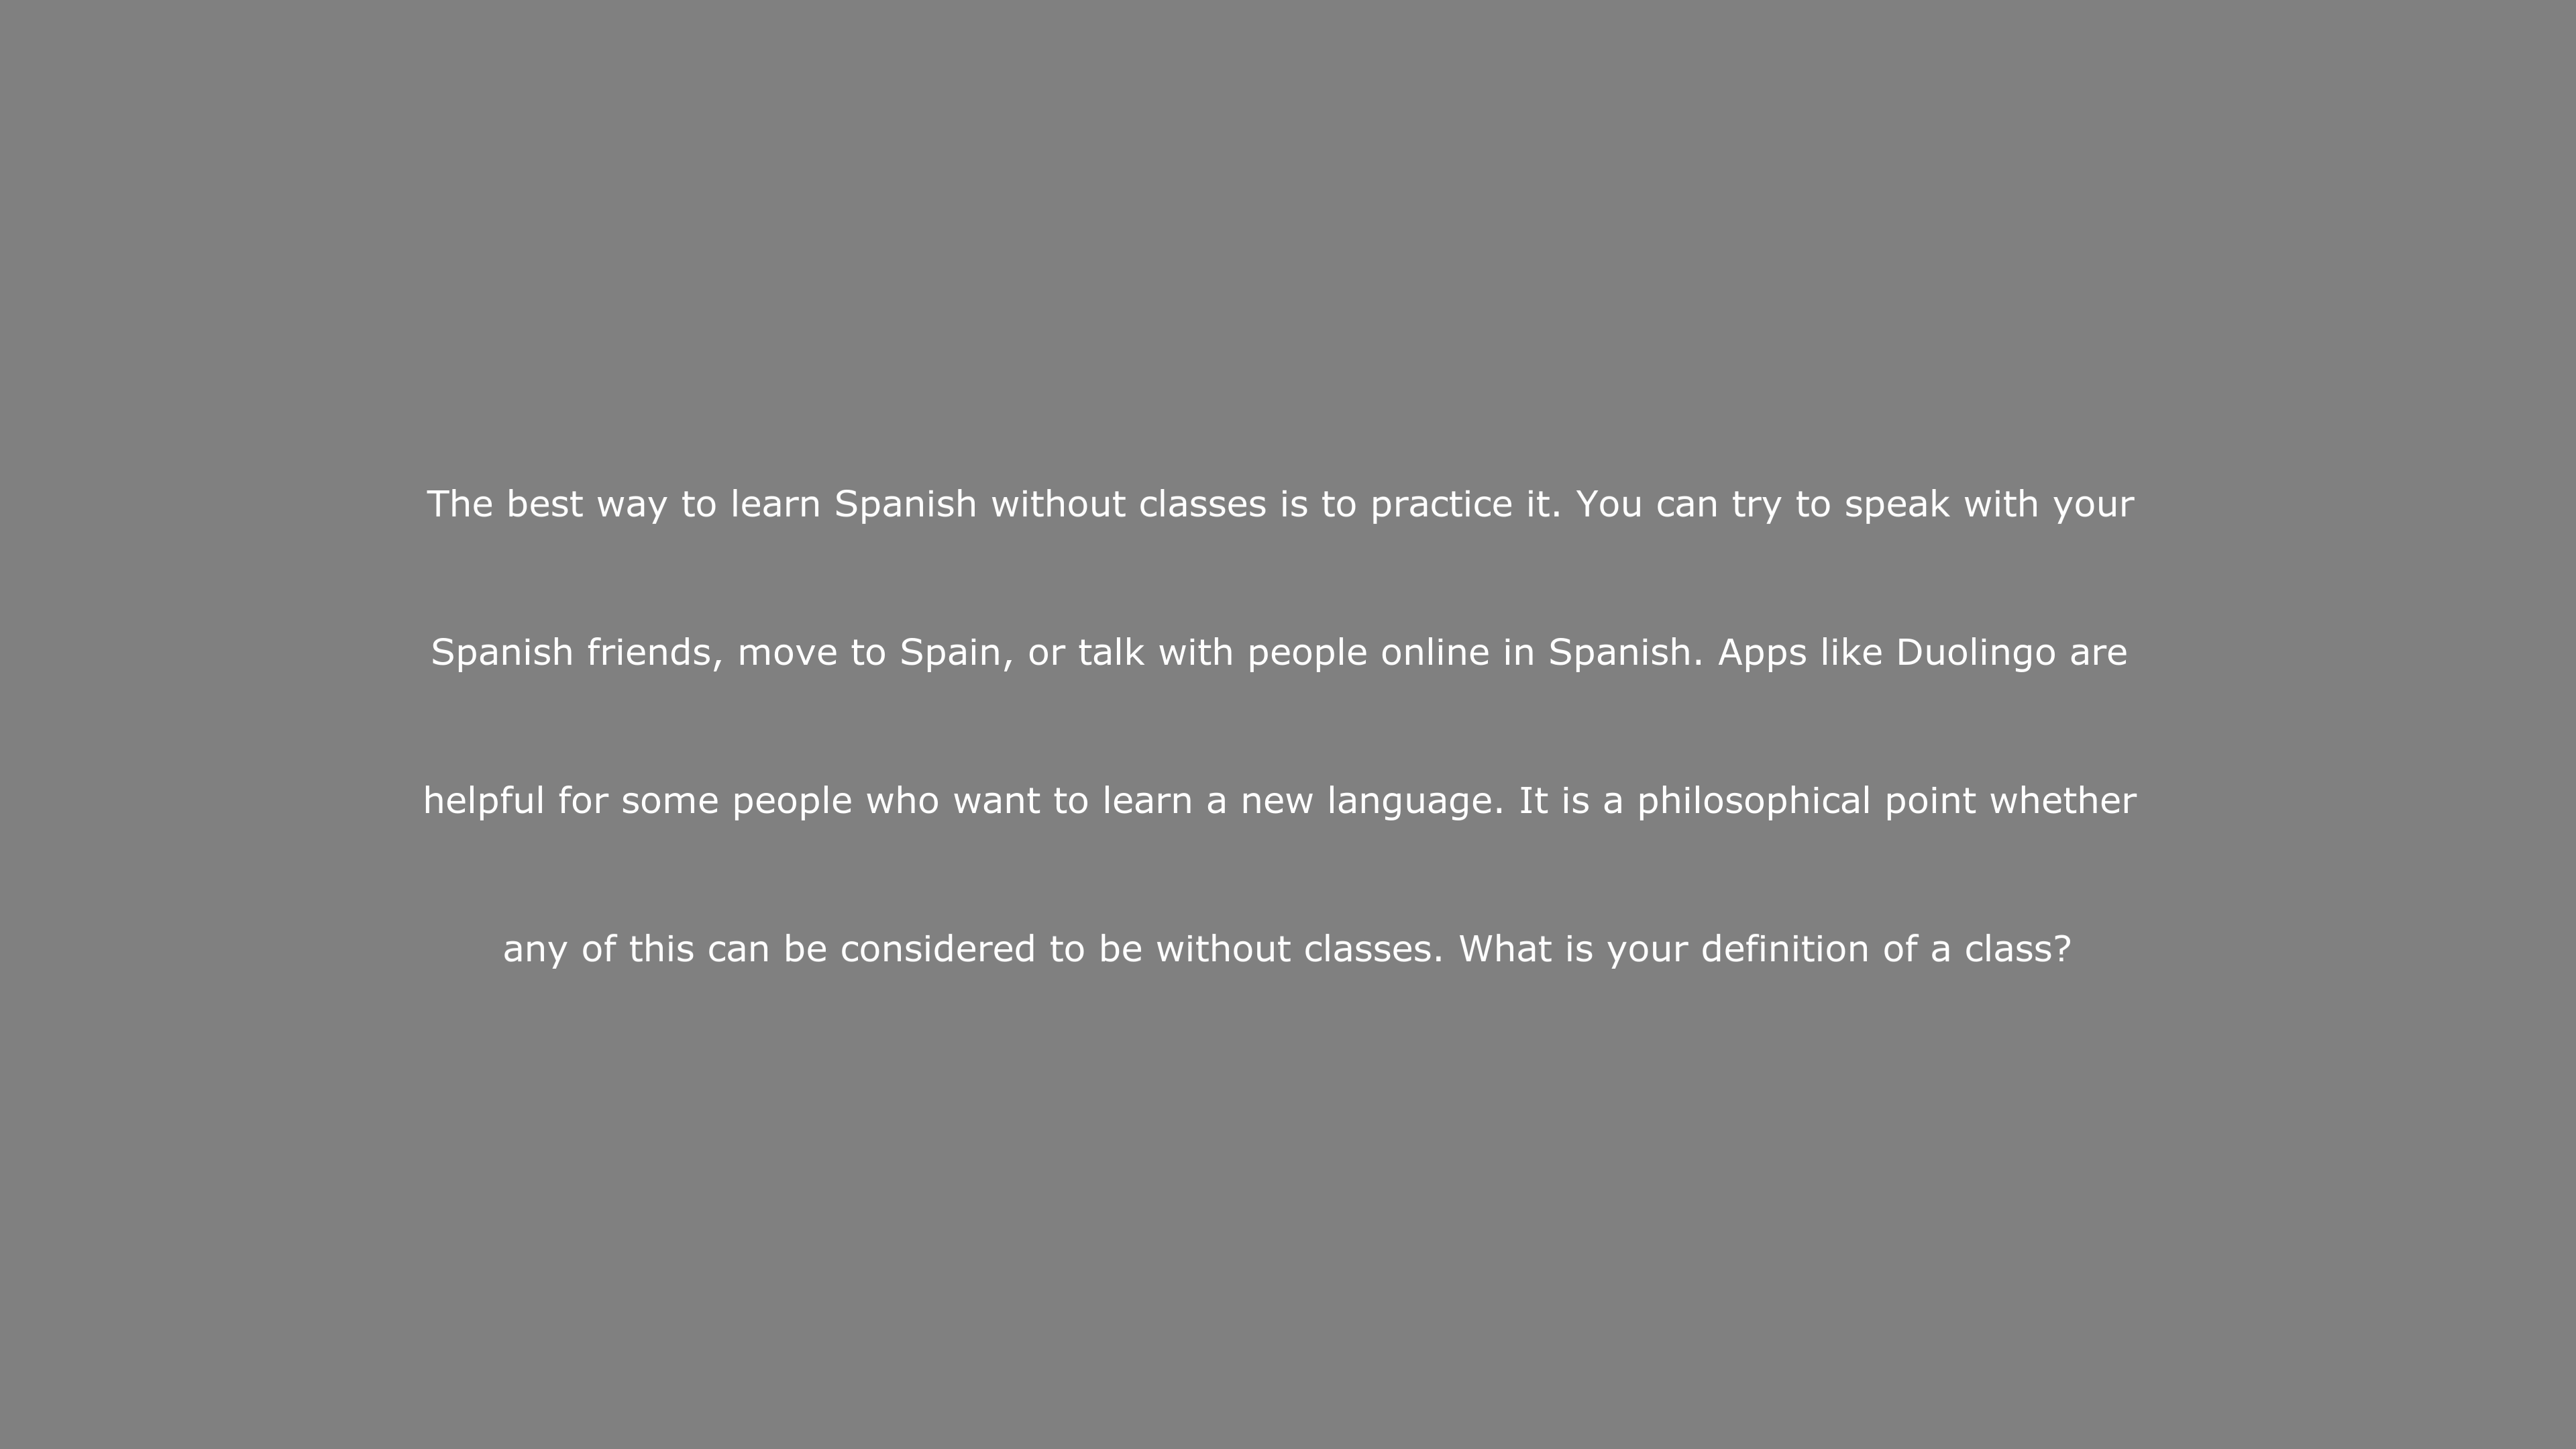 The best way to learn Spanish without classes is to practice it. You can try to speak with your
Spanish friends, move to Spain, or talk with people online in Spanish. Apps like Duolingo are
helpful for some people who want to learn a new language. It is a philosophical point whether
any of this can be considered to be without classes. What is your definition of a class?